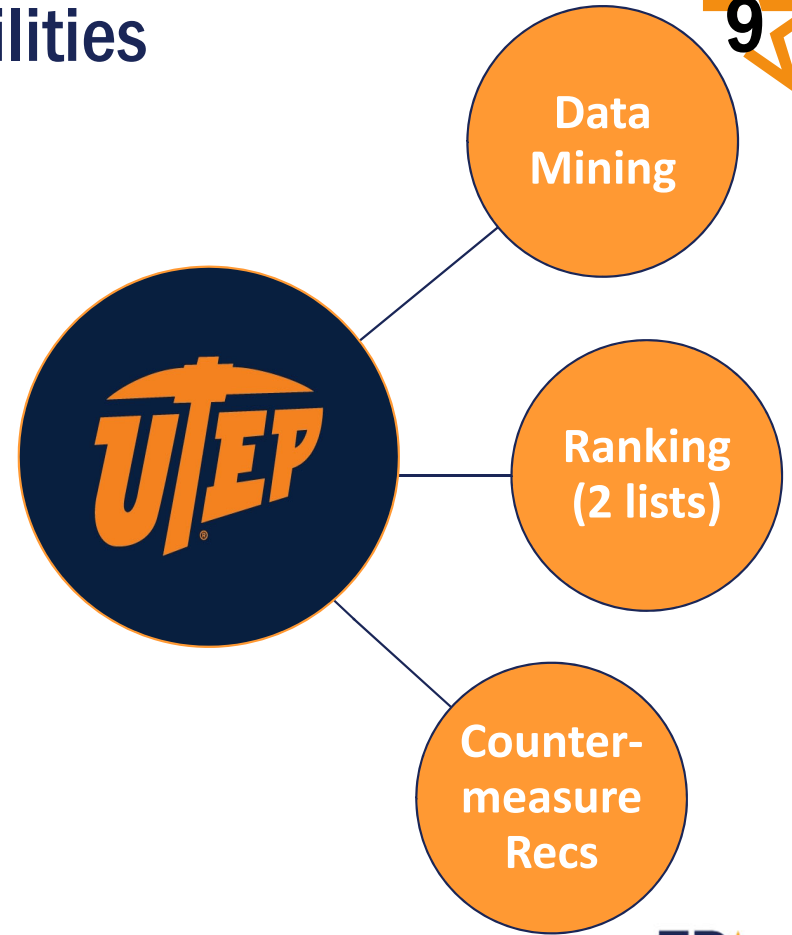 ilities
9
Data
Mining
UTEP
®
Ranking
(2 lists)
Counter-
measure
Recs